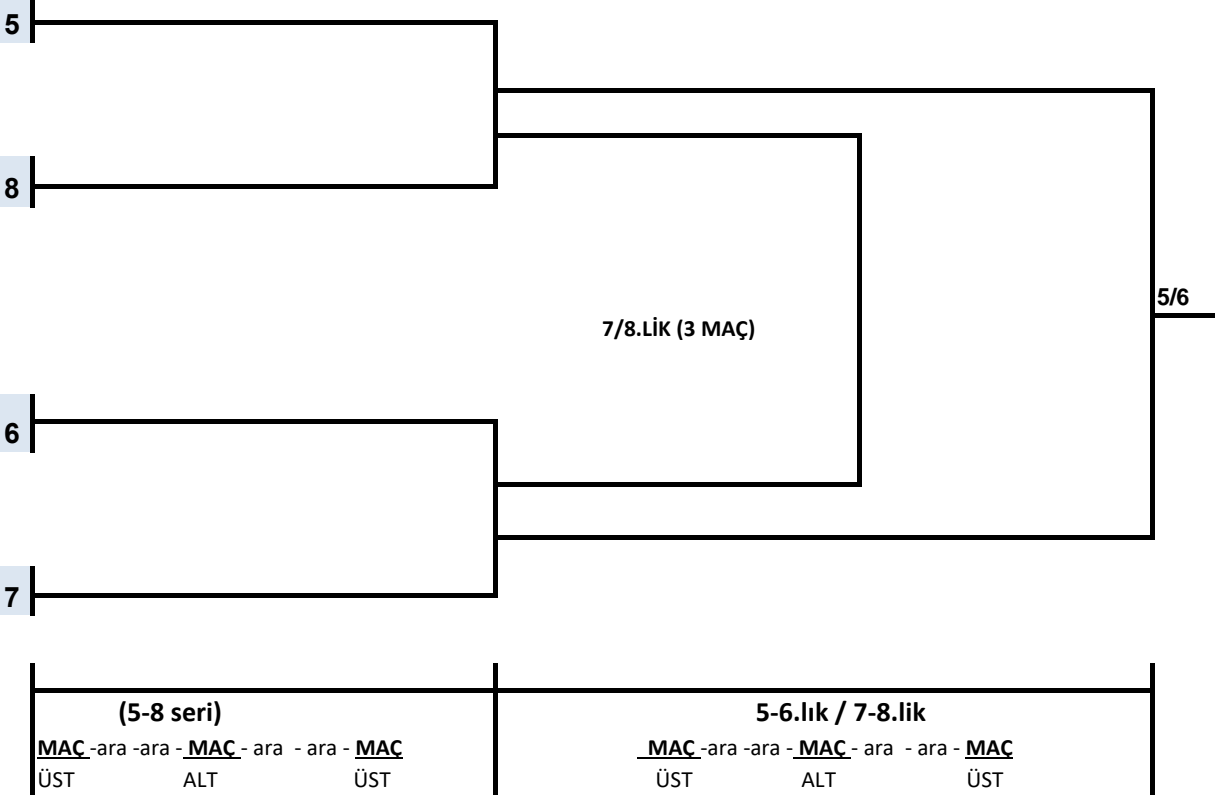 5
8
5/6
7/8.LİK (3 MAÇ)
6
7
(5-8 seri)
MAÇ -ara -ara - MAÇ - ara - ara - MAÇ
ÜST ALT ÜST
5-6.lık / 7-8.lik
MAÇ -ara -ara - MAÇ - ara - ara - MAÇ
ÜST ALT ÜST